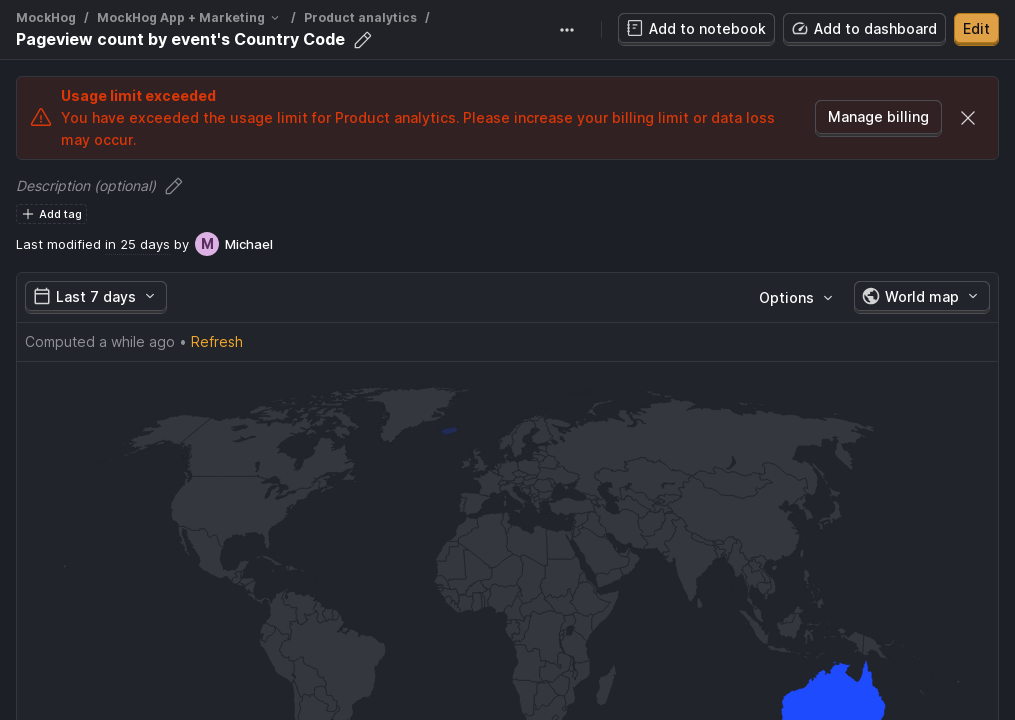 MockHog / MockHog App + Marketing / Product analytics /
Pageview count by event's Country Code
Add to notebook
Add to dashboard
Edit
Usage limit exceeded
You have exceeded the usage limit for Product analytics. Please increase your billing limit or data loss
may occur.
Manage billing
Description (optional)
Add tag
Last modified in 25 days by M Michael
Last 7 days
Options
World map
Computed a while ago • Refresh